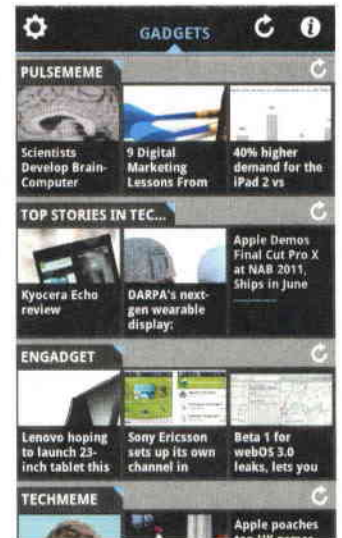 GADGETS
PULSEMEME
Scientists
Develop Brain-
Computer
9 Digital
Marketing
Lessons From
40% higher
demand for the
iPad 2 vs
TOP STORIES IN TEC...
Kyocera Echo
review
DARPA's next-
gen wearable
display:
Apple Demos
Final Cut Pro X
at NAB 2011,
Ships in June
ENGADGET
Lenovo hoping
to launch 23-
inch tablet this
Sony Ericsson
sets up its own
channel in
Beta 1 for
webOS 3.0
leaks, lets you
TECHMEME
Apple poaches